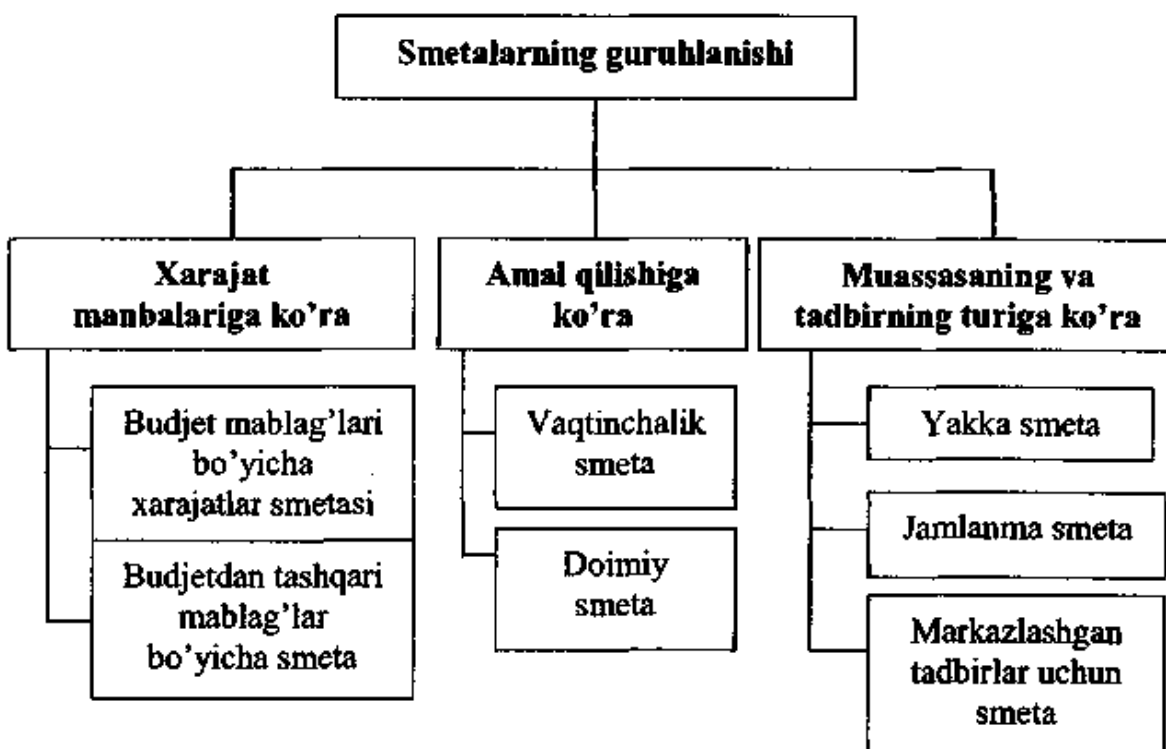 Smetalarning guruhlanishi
Xarajat
manbalariga ko'ra
Budjet mablag'lari
bo'yicha
xarajatlar smetasi
Budjetdan tashqari
mablag'lar
bo'yicha smeta
Amal qilishiga
ko'ra
Vaqtinchalik
smeta
Doimiy
smeta
Muassasaning va
tadbirning turiga ko'ra
Yakka smeta
Jamlanma smeta
Markazlashgan
tadbirlar uchun
smeta